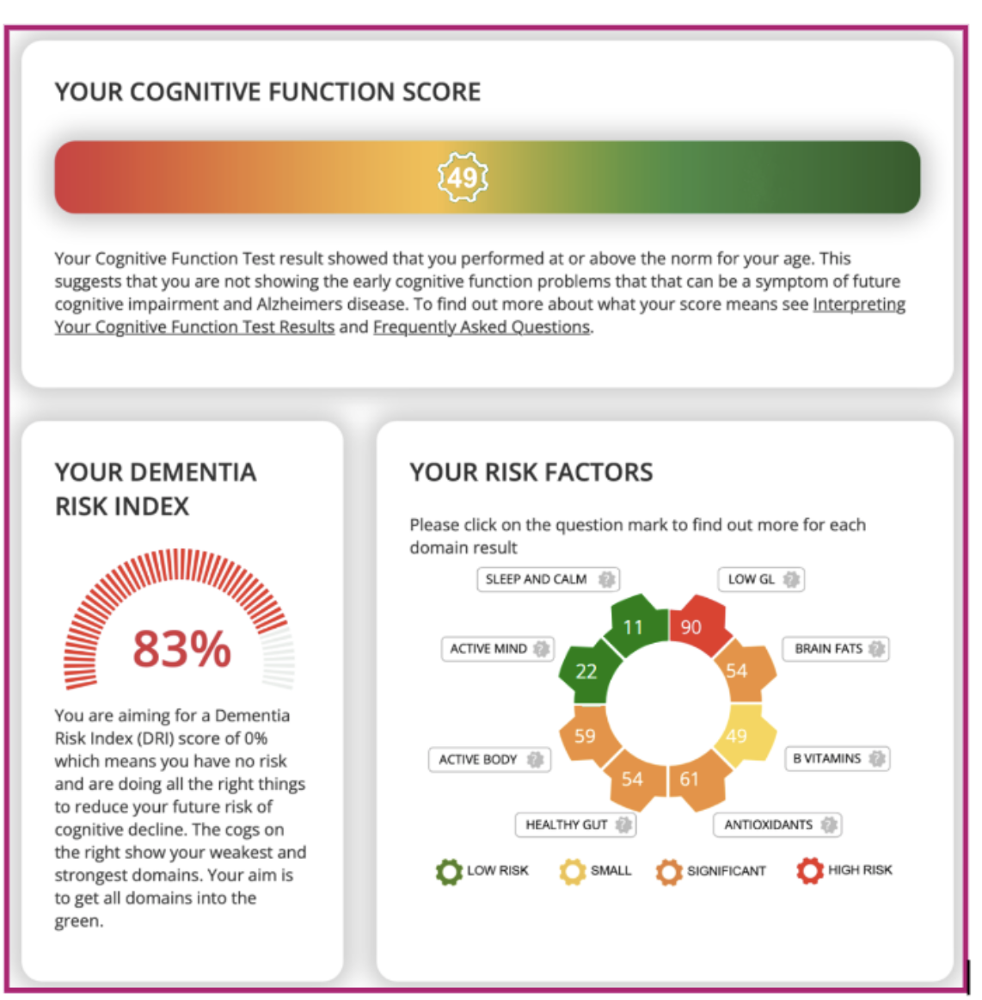 YOUR COGNITIVE FUNCTION SCORE
49
Your Cognitive Function Test result showed that you performed at or above the norm for your age. This
suggests that you are not showing the early cognitive function problems that that can be a symptom of future
cognitive impairment and Alzheimers disease. To find out more about what your score means see Interpreting
Your Cognitive Function Test Results and Frequently Asked Questions.
YOUR DEMENTIA
RISK INDEX
83%
You are aiming for a Dementia
Risk Index (DRI) score of 0%
which means you have no risk
and are doing all the right things
to reduce your future risk of
cognitive decline. The cogs on
the right show your weakest and
strongest domains. Your aim is
to get all domains into the
green.
YOUR RISK FACTORS
Please click on the question mark to find out more for each
domain result
SLEEP AND CALM ? LOW GL ?
11 90
ACTIVE MIND ? BRAIN FATS ?
22 54
59 49
ACTIVE BODY ? B VITAMINS ?
54 61
HEALTHY GUT ? ANTIOXIDANTS ?
LOW RISK SMALL SIGNIFICANT HIGH RISK